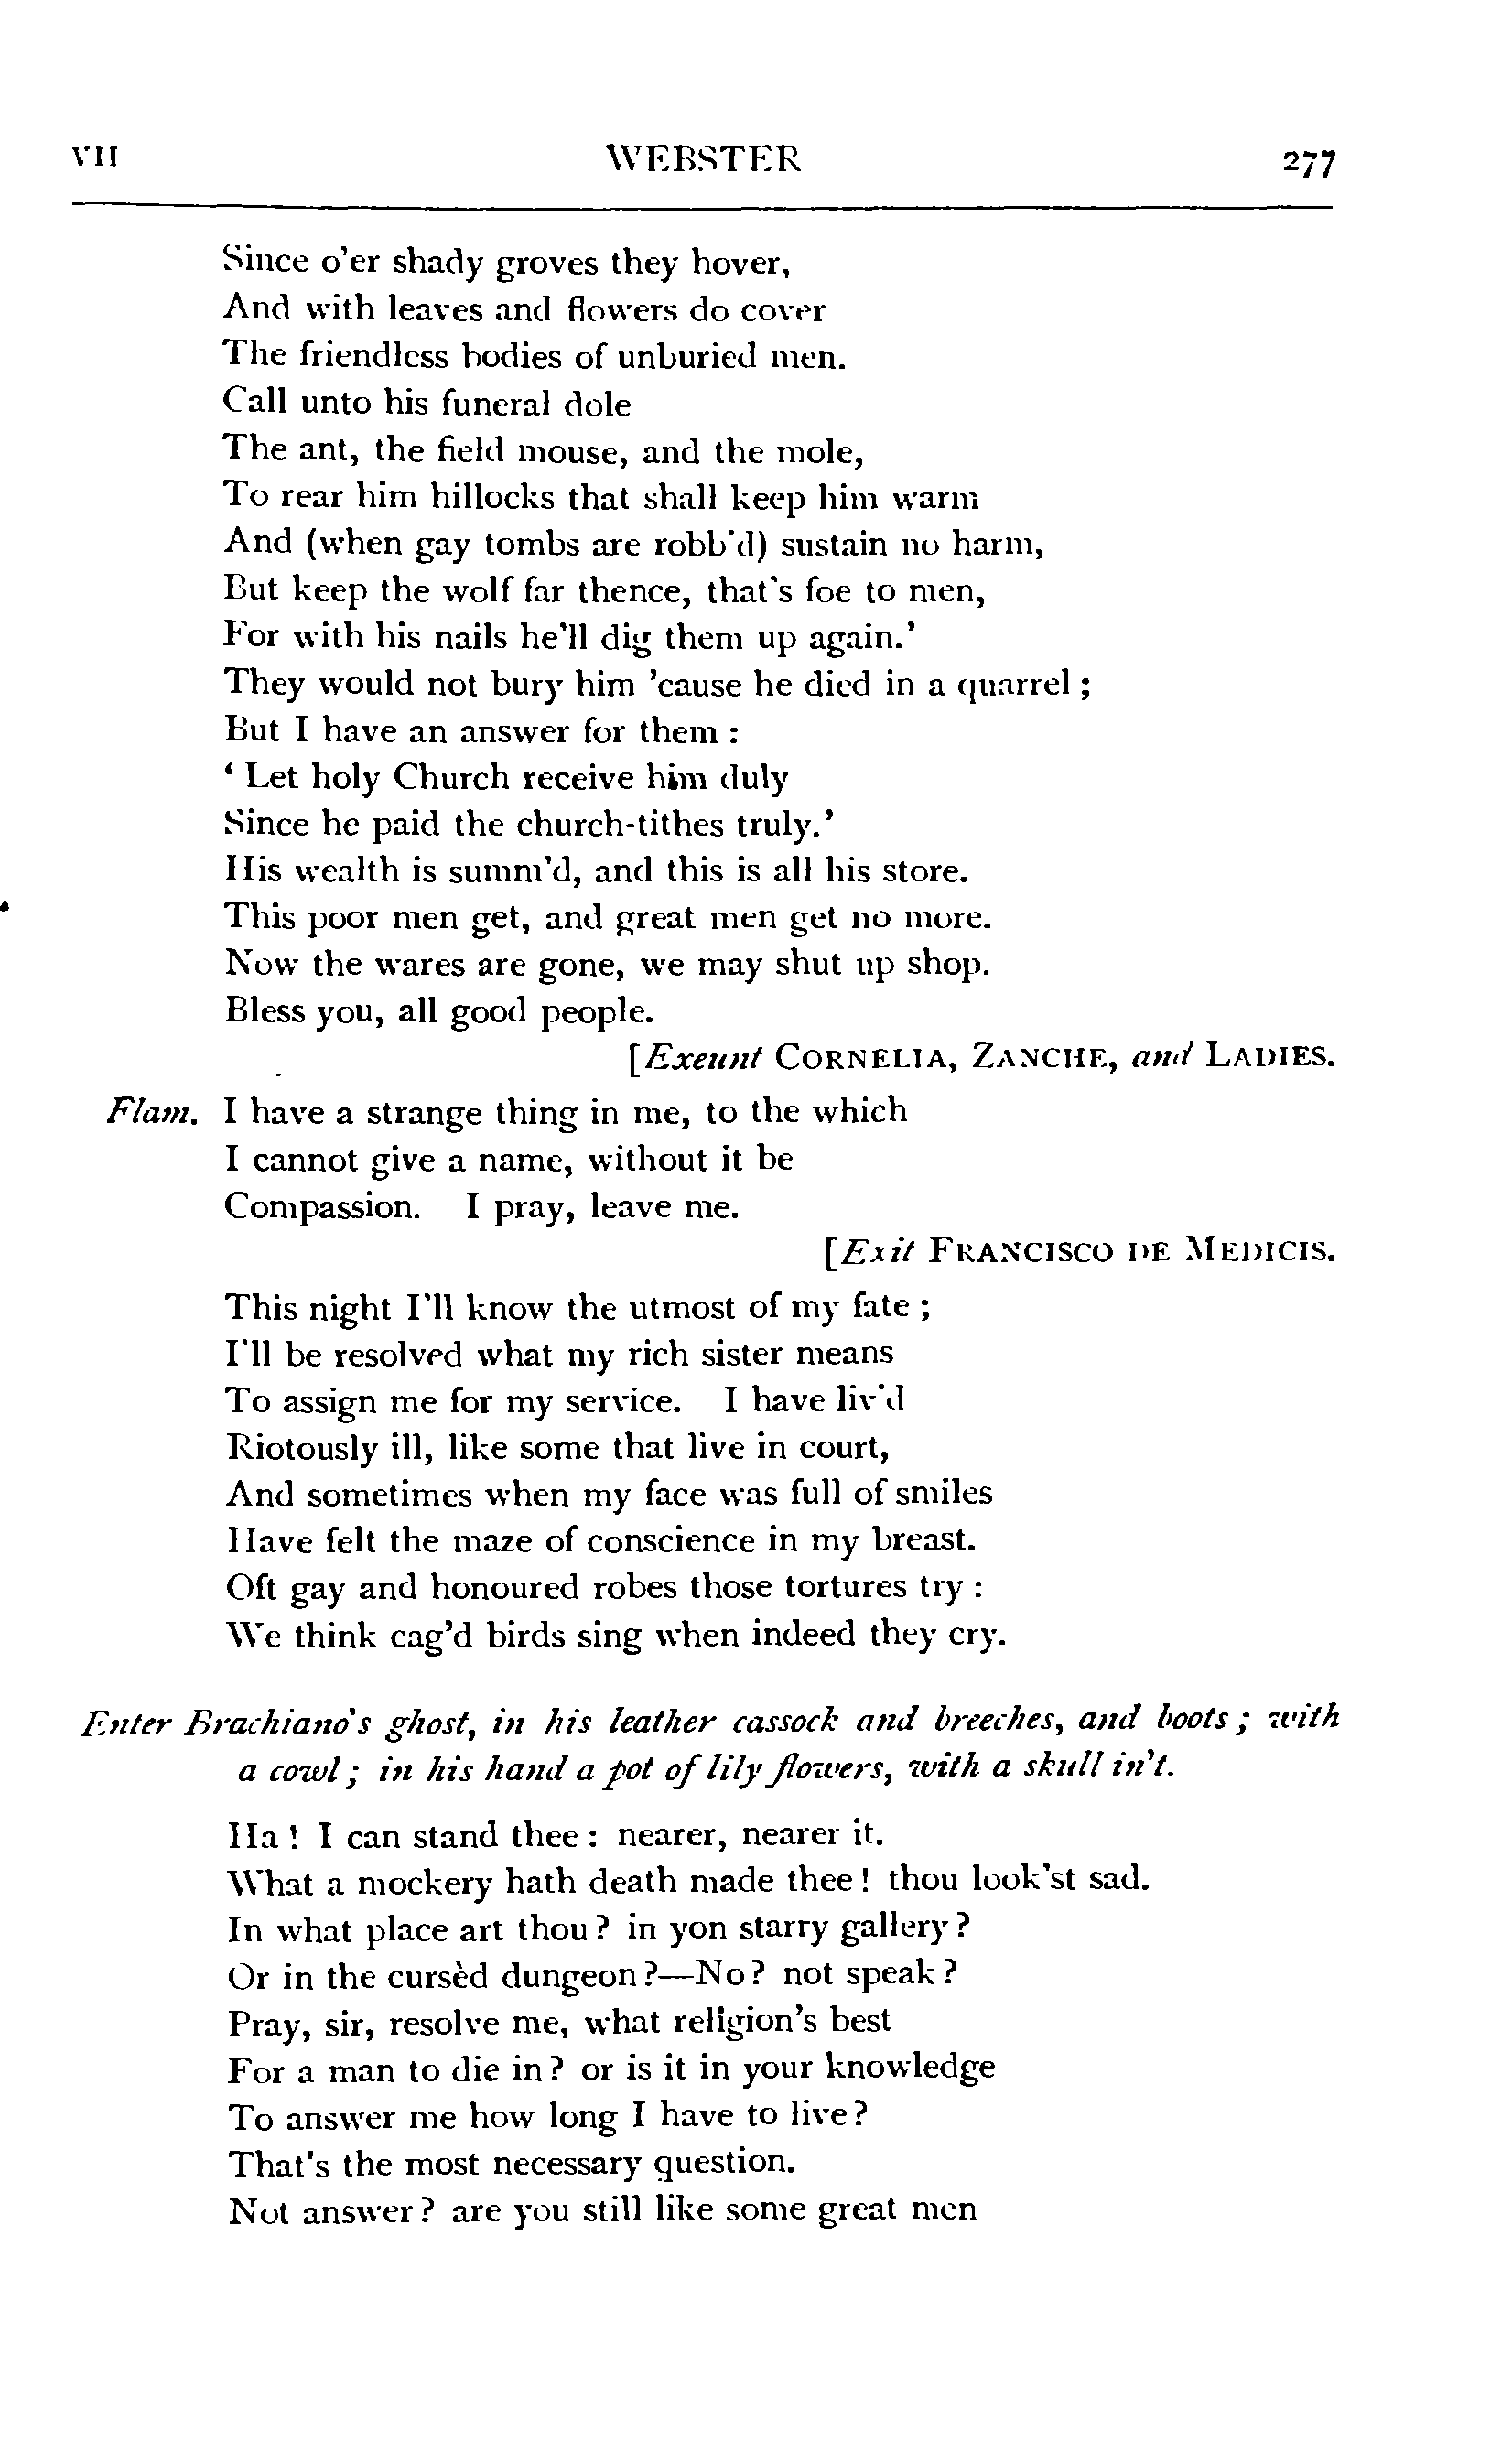 VII WEBSTER 277
Since o'er shady groves they hover,
And with leaves and flowers do cover
The friendless bodies of unburied men.
Call unto his funeral dole
The ant, the field mouse, and the mole,
To rear him hillocks that shall keep him warm
And (when gay tombs are robb'd) sustain no harm,
But keep the wolf far thence, that's foe to men,
For with his nails he'll dig them up again.'
They would not bury him 'cause he died in a quarrel ;
But I have an answer for them :
' Let holy Church receive him duly
Since he paid the church-tithes truly.'
His wealth is summ'd, and this is all his store.
This poor men get, and great men get no more.
Now the wares are gone, we may shut up shop.
Bless you, all good people.
[Exeunt CORNELIA, ZANCHE, and LADIES.
Flam. I have a strange thing in me, to the which
I cannot give a name, without it be
Compassion. I pray, leave me.
[Exit FRANCISCO DE MEDICIS.
This night I'll know the utmost of my fate ;
I'll be resolved what my rich sister means
To assign me for my service. I have liv'd
Riotously ill, like some that live in court,
And sometimes when my face was full of smiles
Have felt the maze of conscience in my breast.
Oft gay and honoured robes those tortures try :
We think cag'd birds sing when indeed they cry.
Enter Brachiano's ghost, in his leather cassock and breeches, and boots ; with
a cowl ; in his hand a pot of lily flowers, with a skull in't.
Ha ! I can stand thee : nearer, nearer it.
What a mockery hath death made thee ! thou look'st sad.
In what place art thou ? in yon starry gallery ?
Or in the cursèd dungeon ?—No ? not speak ?
Pray, sir, resolve me, what religion's best
For a man to die in ? or is it in your knowledge
To answer me how long I have to live ?
That's the most necessary question.
Not answer ? are you still like some great men